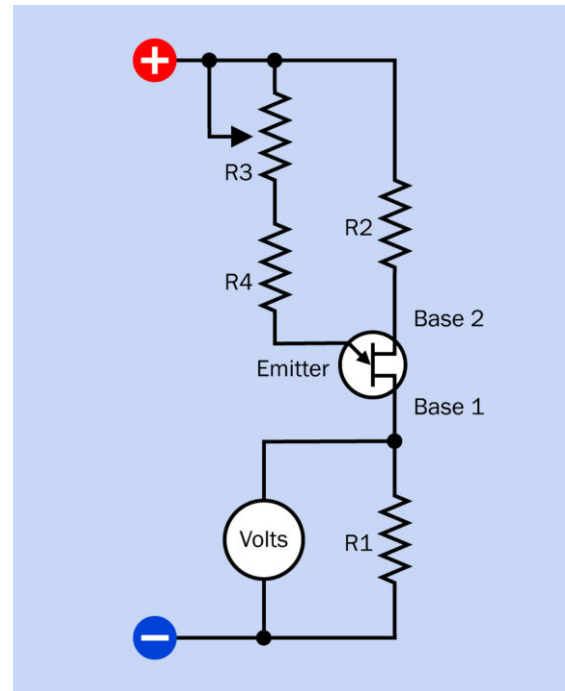 +
R3
R2
R4
Base 2
Emitter
Base 1
Volts
R1
−